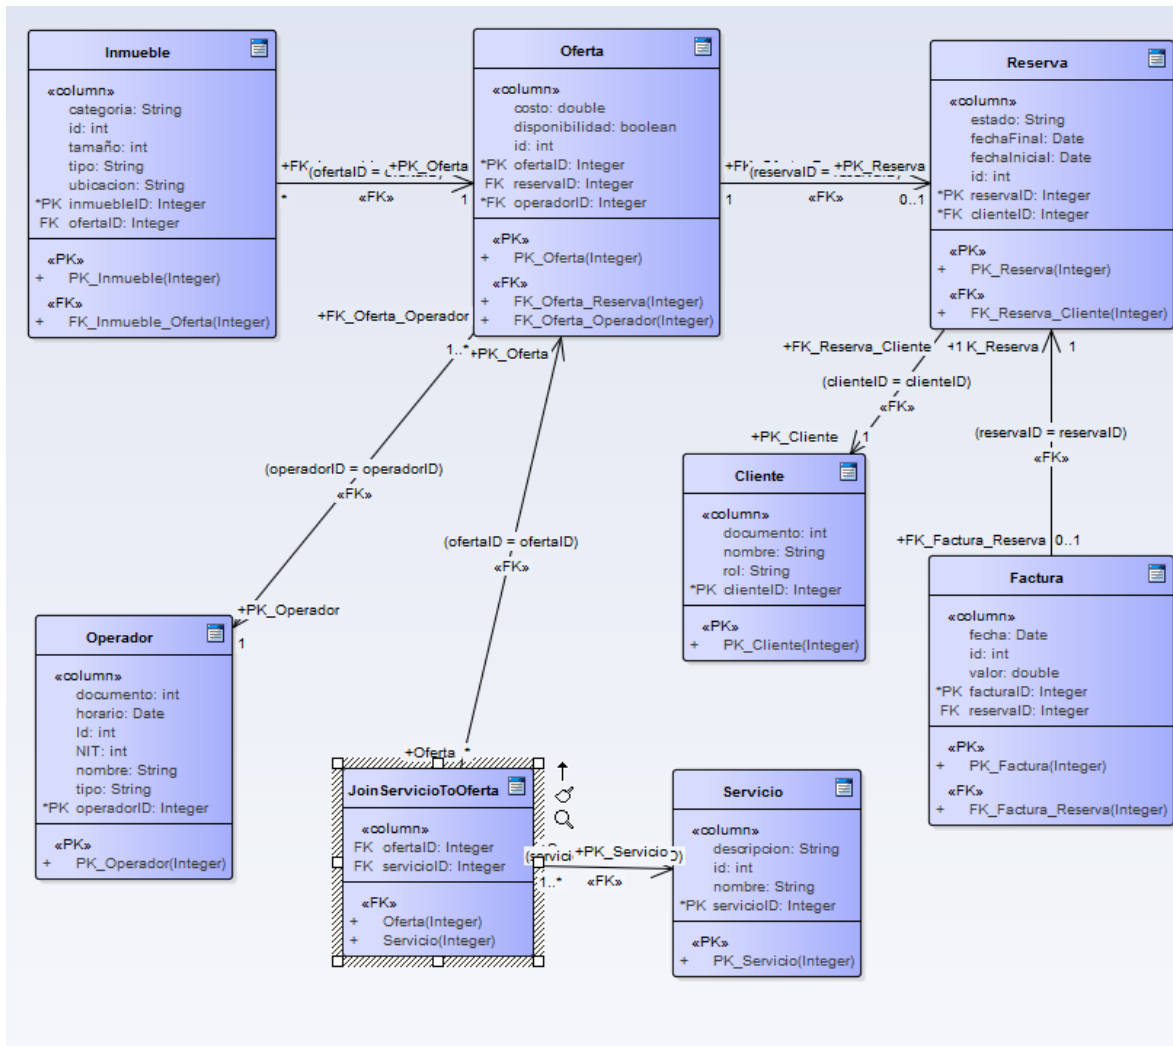 Inmueble
«column»
categoria: String
id: int
tamaño: int
tipo: String
ubicacion: String
*PK inmuebleID: Integer
FK ofertaID: Integer
«PK»
+ PK_Inmueble(Integer)
«FK»
+ FK_Inmueble_Oferta(Integer)
+PK_Oferta
(ofertaID =
*
«FK»
1
Oferta
«column»
costo: double
disponibilidad: boolean
id: int
*PK ofertaID: Integer
FK reservaID: Integer
*FK operadorID: Integer
«PK»
+ PK_Oferta(Integer)
«FK»
+ FK_Oferta_Reserva(Integer)
+ FK_Oferta_Operador(Integer)
+PK_Reserva
(reservaID =
1
«FK»
0..1
Reserva
«column»
estado: String
fechaFinal: Date
fechaInicial: Date
id: int
*PK reservaID: Integer
*FK clienteID: Integer
«PK»
+ PK_Reserva(Integer)
«FK»
+ FK_Reserva_Cliente(Integer)
+FK_Oferta_Operador
1..*
+PK_Oferta
(operadorID = operadorID)
«FK»
+PK_Operador
1
(ofertaID = ofertaID)
«FK»
+Oferta
*
+FK_Reserva_Cliente
+1 K_Reserva
1
(clienteID = clienteID)
«FK»
+PK_Cliente
1
(reservaID = reservaID)
«FK»
+FK_Factura_Reserva
0..1
Cliente
«column»
documento: int
nombre: String
rol: String
*PK clienteID: Integer
«PK»
+ PK_Cliente(Integer)
Factura
«column»
fecha: Date
id: int
valor: double
*PK facturaID: Integer
FK reservaID: Integer
«PK»
+ PK_Factura(Integer)
«FK»
+ FK_Factura_Reserva(Integer)
Operador
«column»
documento: int
horario: Date
Id: int
NIT: int
nombre: String
tipo: String
*PK operadorID: Integer
«PK»
+ PK_Operador(Integer)
JoinServicioToOferta
«column»
FK ofertaID: Integer
FK servicioID: Integer
«FK»
+ Oferta(Integer)
+ Servicio(Integer)
+PK_Servicio
1..*
«FK»
Servicio
«column»
descripcion: String
id: int
nombre: String
*PK servicioID: Integer
«PK»
+ PK_Servicio(Integer)